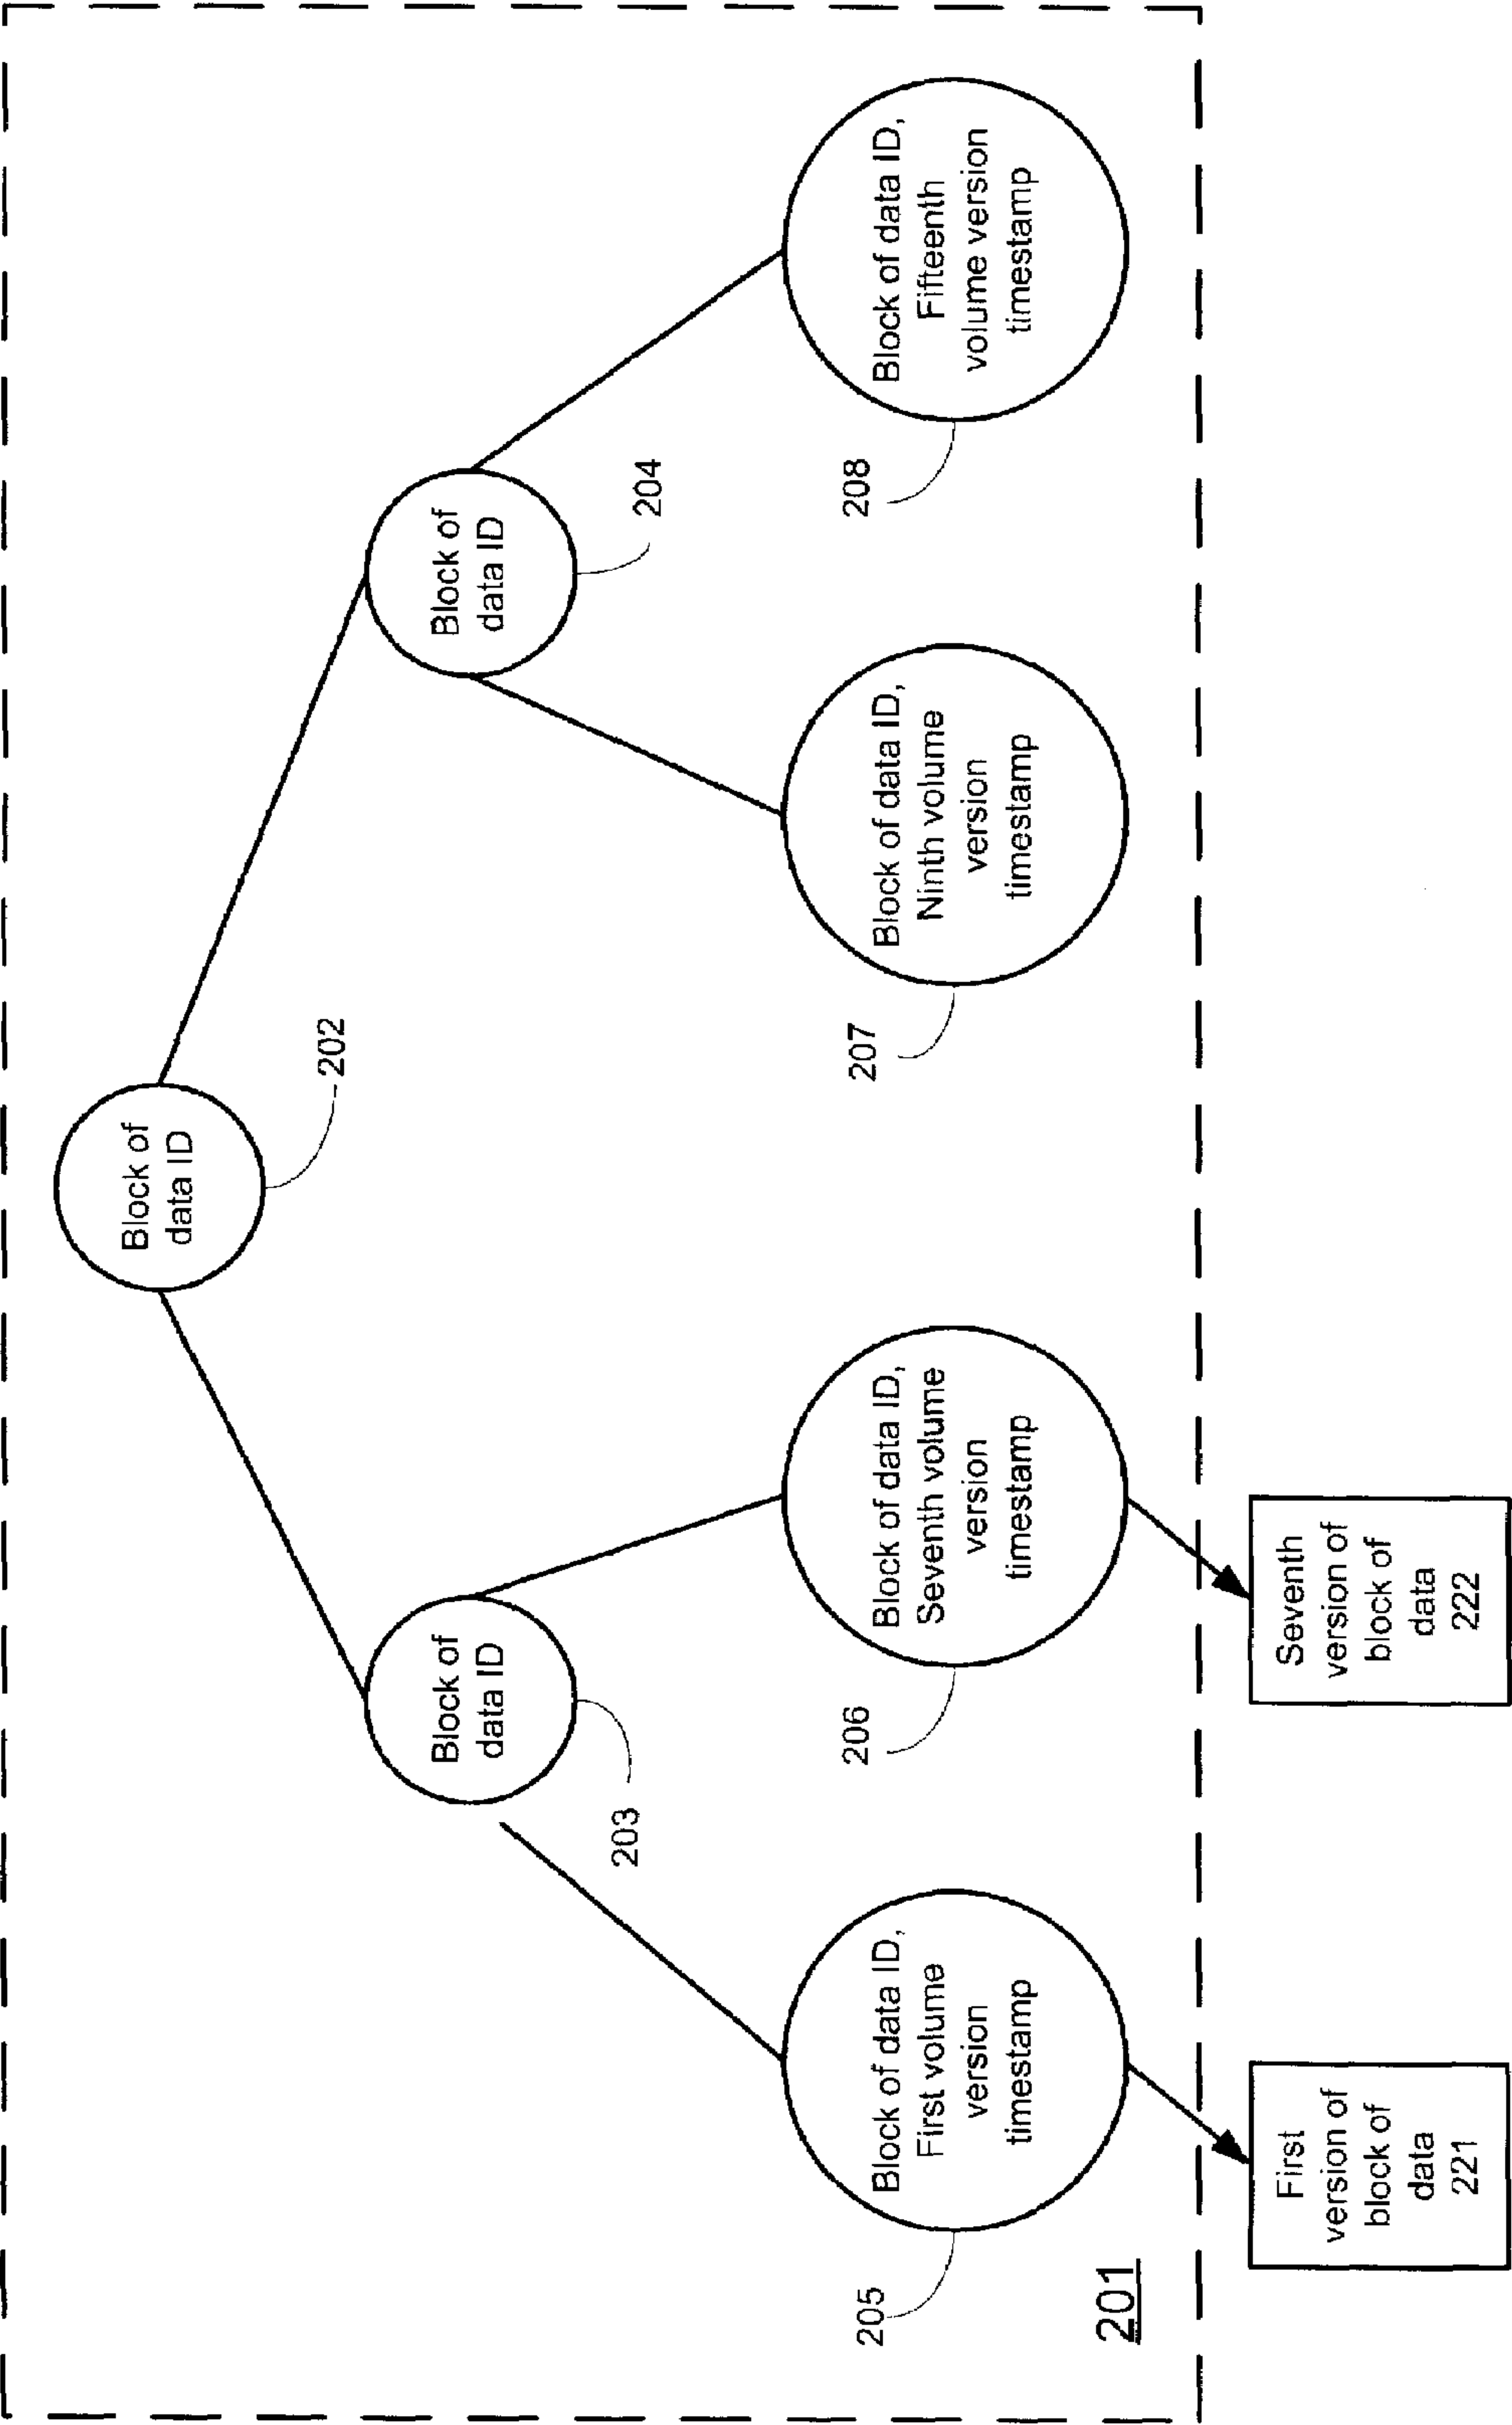 Block of
data ID
202
Block of
data ID
203
Block of
data ID
204
Block of data ID,
First volume
version
timestamp
205
Block of data ID,
Seventh volume
version
timestamp
206
Block of data ID,
Ninth volume
version
timestamp
207
Block of data ID,
Fifteenth
volume version
timestamp
208
201
First
version of
block of
data
221
Seventh
version of
block of
data
222